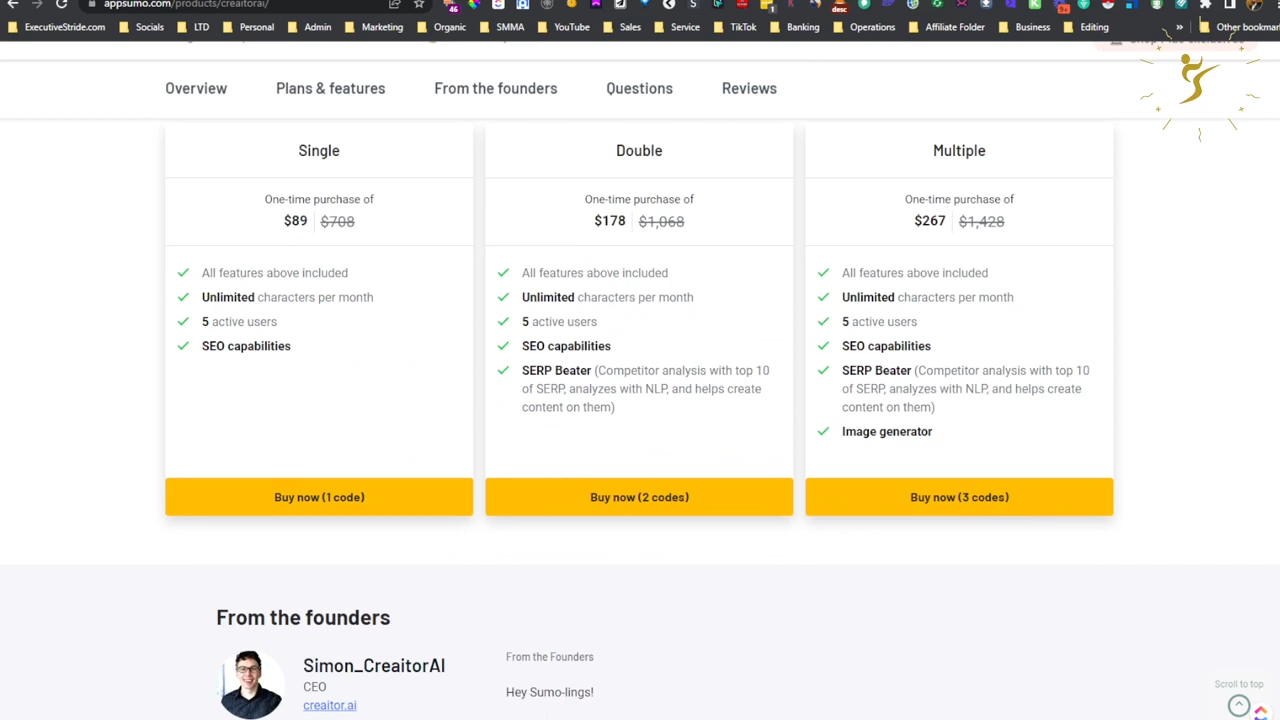 appsumo.com/products/creaitorai/
ExecutiveStride.com Socials LTD Personal Admin Marketing Organic SMMA YouTube Sales Service TikTok Banking Operations Affiliate Folder Business Editing » Other bookmar
Overview Plans & features From the founders Questions Reviews
Single
One-time purchase of
$89 $708
All features above included
Unlimited characters per month
5 active users
SEO capabilities
Buy now (1 code)
Double
One-time purchase of
$178 $1,068
All features above included
Unlimited characters per month
5 active users
SEO capabilities
SERP Beater (Competitor analysis with top 10
of SERP, analyzes with NLP, and helps create
content on them)
Buy now (2 codes)
Multiple
One-time purchase of
$267 $1,428
All features above included
Unlimited characters per month
5 active users
SEO capabilities
SERP Beater (Competitor analysis with top 10
of SERP, analyzes with NLP, and helps create
content on them)
Image generator
Buy now (3 codes)
From the founders
Simon_CreaitorAI
CEO
creaitor.ai
From the Founders
Hey Sumo-lings!
Scroll to top